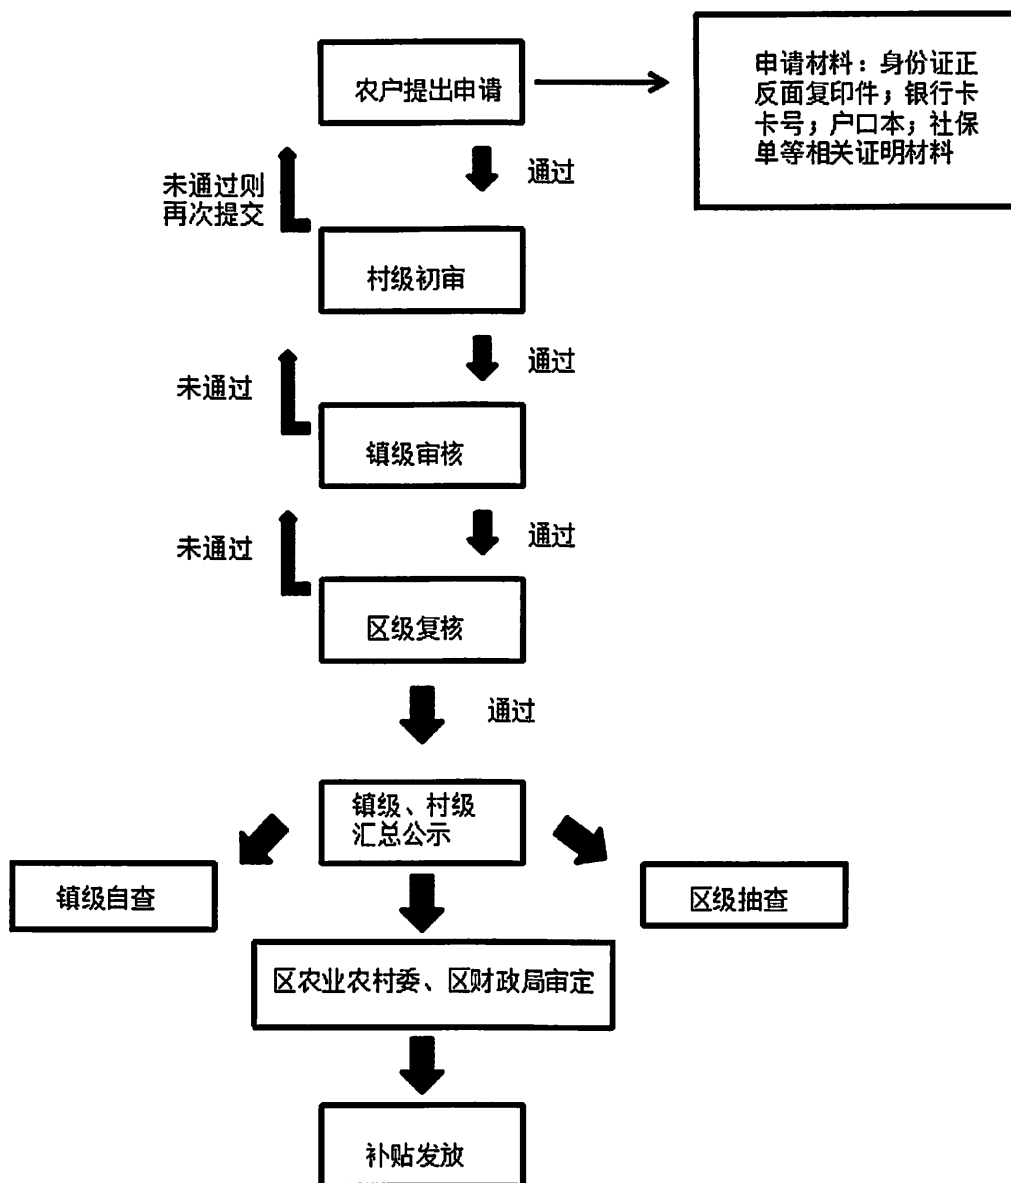 农户提出申请
申请材料：身份证正
反面复印件；银行卡
卡号；户口本；社保
单等相关证明材料
通过
未通过则
再次提交
村级初审
通过
未通过
镇级审核
通过
未通过
区级复核
通过
镇级、村级
汇总公示
镇级自查
区级抽查
区农业农村委、区财政局审定
补贴发放